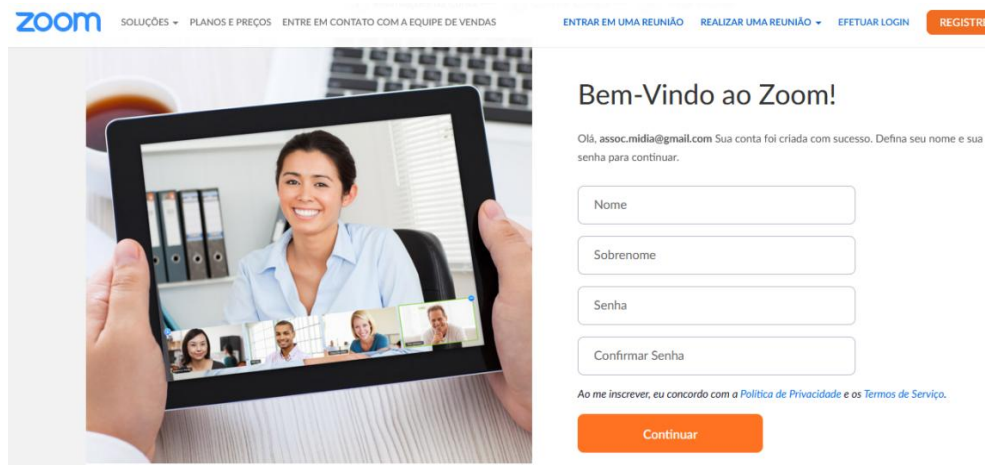 zoom
SOLUÇÕES PLANOS E PREÇOS ENTRE EM CONTATO COM A EQUIPE DE VENDAS
ENTRAR EM UMA REUNIÃO REALIZAR UMA REUNIÃO EFETUAR LOGIN
Bem-Vindo ao Zoom!
Olá, assoc.midia@gmail.com Sua conta foi criada com sucesso. Defina seu nome e sua
senha para continuar.
Nome
Sobrenome
Senha
Confirmar Senha
Ao me inscrever, eu concordo com a Política de Privacidade e os Termos de Serviço.
Continuar